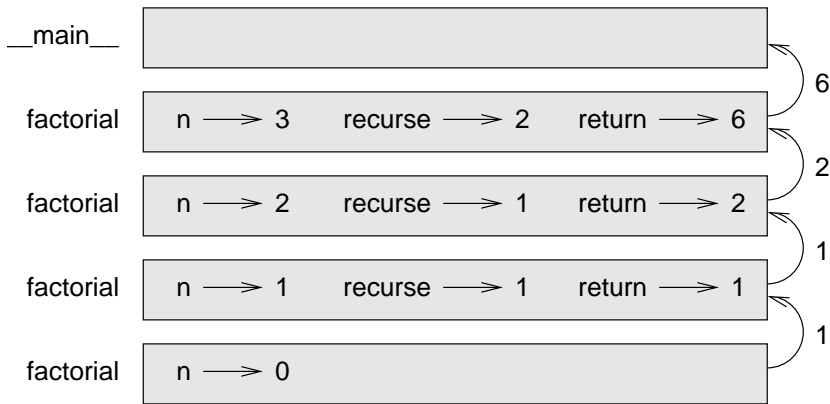 __main__
6
factorial n 3 recurse 2 return 6
2
factorial n 2 recurse 1 return 2
1
factorial n 1 recurse 1 return 1
1
factorial n 0